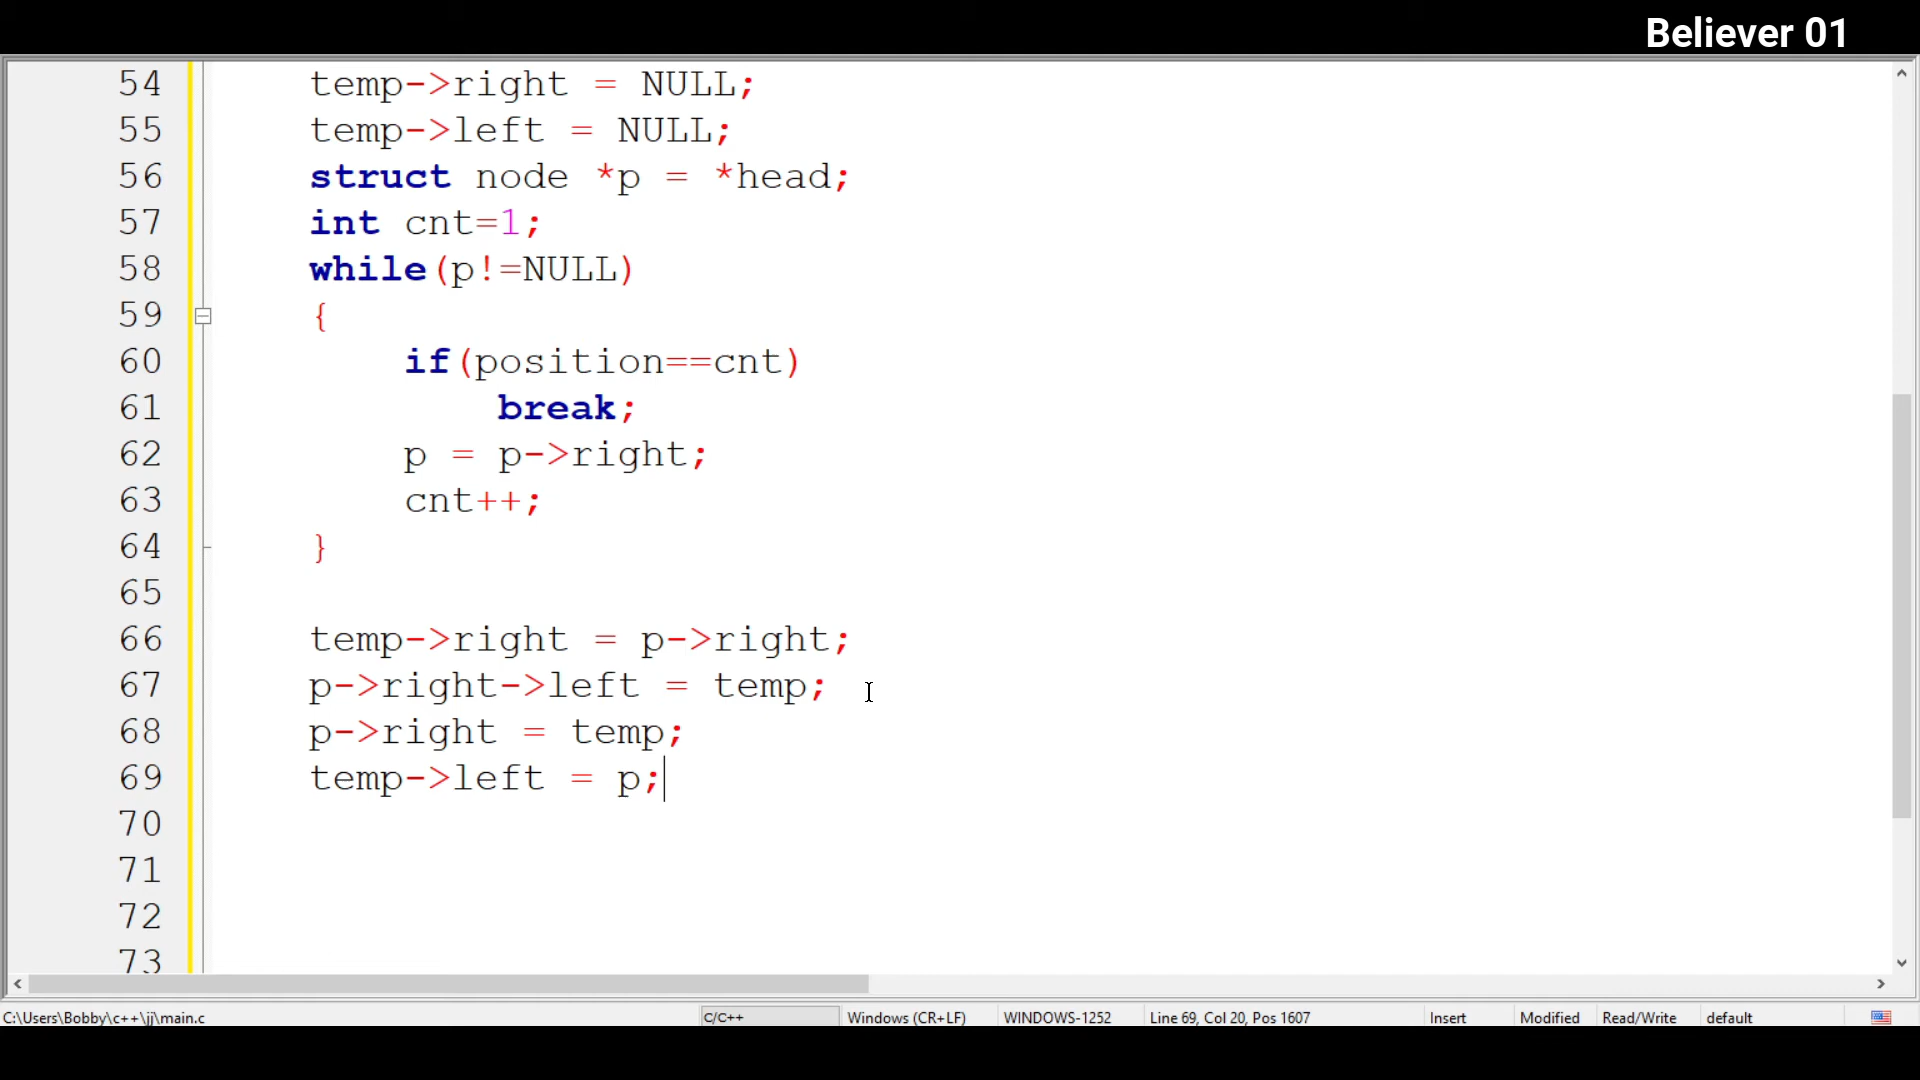 Believer 01
54 temp->right = NULL;
55 temp->left = NULL;
56 struct node *p = *head;
57 int cnt=1;
58 while(p!=NULL)
59 {
60 if(position==cnt)
61 break;
62 p = p->right;
63 cnt++;
64 }
65
66 temp->right = p->right;
67 p->right->left = temp;
68 p->right = temp;
69 temp->left = p;
70
71
72
73
C:\Users\Bobby\c++\jj\main.c C/C++ Windows (CR+LF) WINDOWS-1252 Line 69, Col 20, Pos 1607 Insert Modified Read/Write default